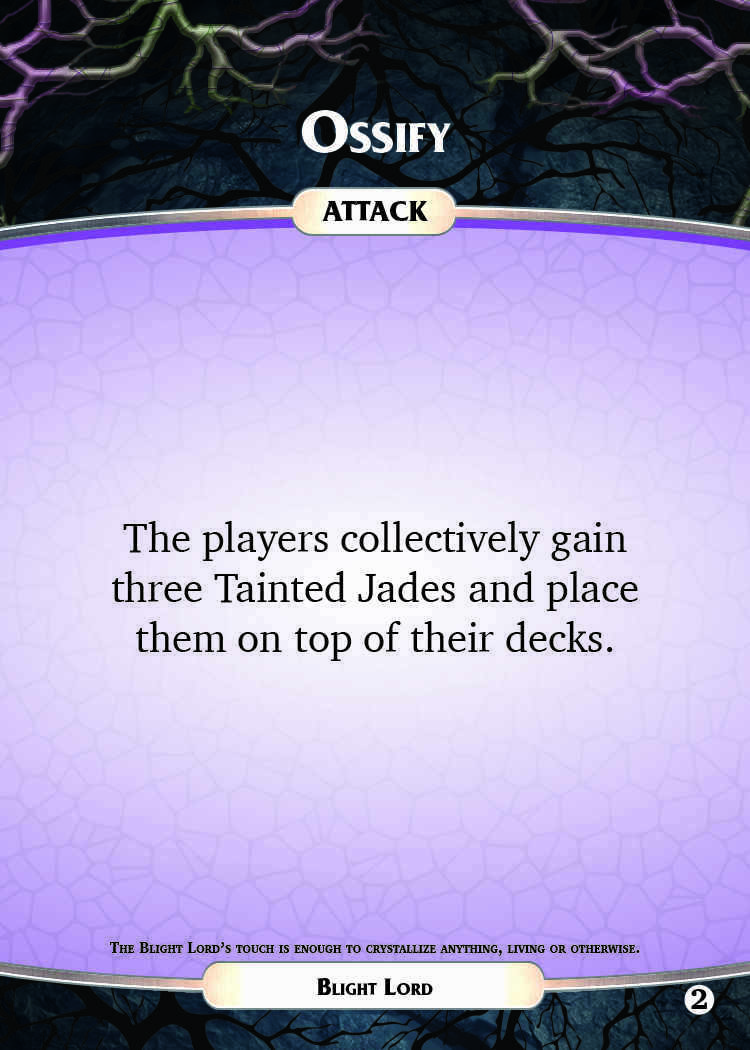 Ossify
ATTACK
The players collectively gain
three Tainted Jades and place
them on top of their decks.
The Blight Lord's touch is enough to crystallize anything, living or otherwise.
Blight Lord
2